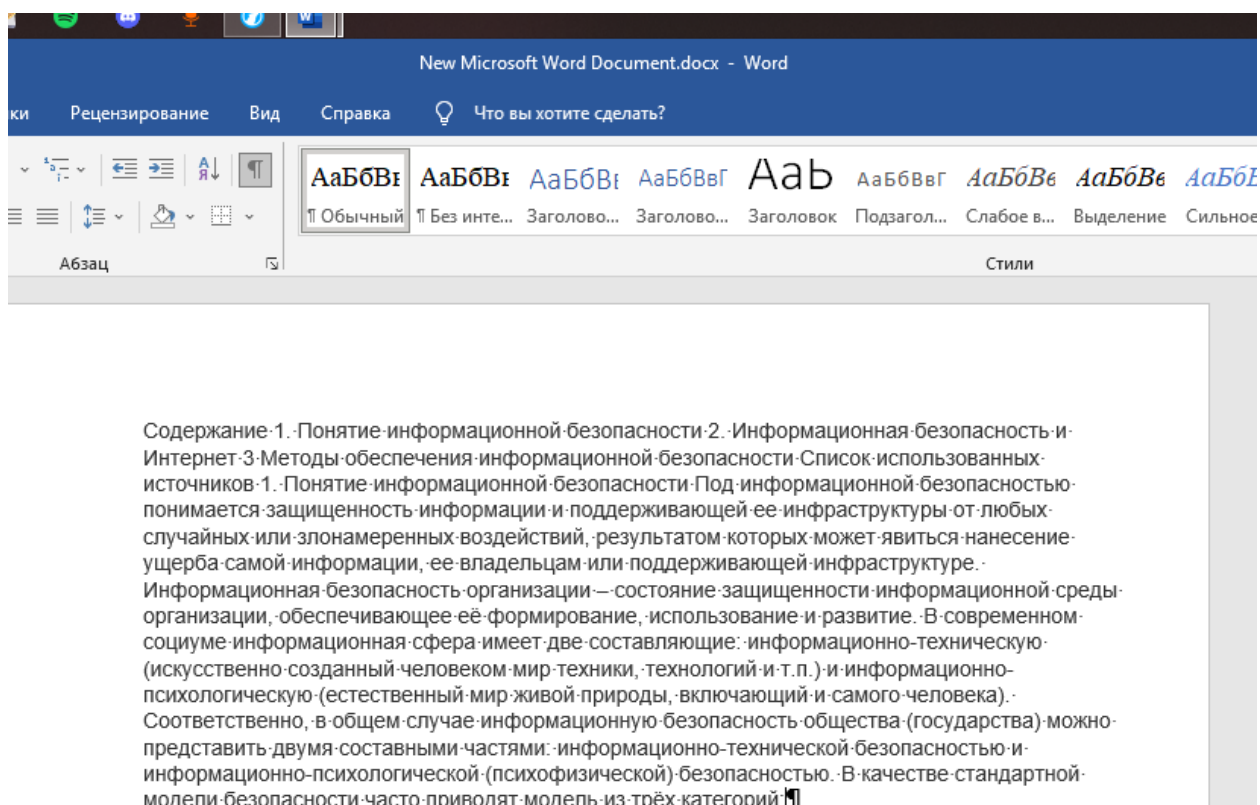 New Microsoft Word Document.docx - Word
ки Рецензирование Вид Справка Что вы хотите сделать?
АаБбВв АаБбВв АаБбВв АаБбВвГ АаЬ АаБбВвГ АаБбВв АаБбВв АаБб
¶ Обычный ¶ Без инте... Заголово... Заголово... Заголовок Подзагол... Слабое в... Выделение Сильное
Абзац Стили
Содержание·1.·Понятие·информационной·безопасности·2.·Информационная·безопасность·и·
Интернет·3·Методы·обеспечения·информационной·безопасности·Список·использованных·
источников·1.·Понятие·информационной·безопасности·Под·информационной·безопасностью·
понимается·защищенность·информации·и·поддерживающей·ее·инфраструктуры·от·любых·
случайных·или·злонамеренных·воздействий,·результатом·которых·может·явиться·нанесение·
ущерба·самой·информации,·ее·владельцам·или·поддерживающей·инфраструктуре.·
Информационная·безопасность·организации·–·состояние·защищенности·информационной·среды·
организации,·обеспечивающее·её·формирование,·использование·и·развитие.·В·современном·
социуме·информационная·сфера·имеет·две·составляющие:·информационно-техническую·
(искусственно·созданный·человеком·мир·техники,·технологий·и·т.п.)·и·информационно-
психологическую·(естественный·мир·живой·природы,·включающий·и·самого·человека).·
Соответственно,·в·общем·случае·информационную·безопасность·общества·(государства)·можно·
представить·двумя·составными·частями:·информационно-технической·безопасностью·и·
информационно-психологической·(психофизической)·безопасностью.·В·качестве·стандартной·
модели·безопасности·часто·приводят·модель·из·трёх·категорий:¶